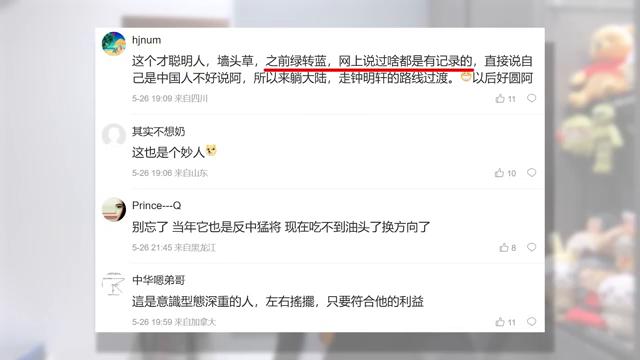 hjnum
这个才聪明人，墙头草，之前绿转蓝，网上说过啥都是有记录的，直接说自
己是中国人不好说阿，所以来躺大陆，走钟明轩的路线过渡。以后好圆阿
5-26 19:09 来自四川
11
其实不想奶
这也是个妙人
5-26 19:06 来自山东
10
Prince---Q
别忘了 当年它也是反中猛将 现在吃不到油头了换方向了
5-26 21:45 来自黑龙江
8
中华嗯弟哥
這是意識型態深重的人，左右搖擺，只要符合他的利益
5-26 19:59 来自加拿大
11